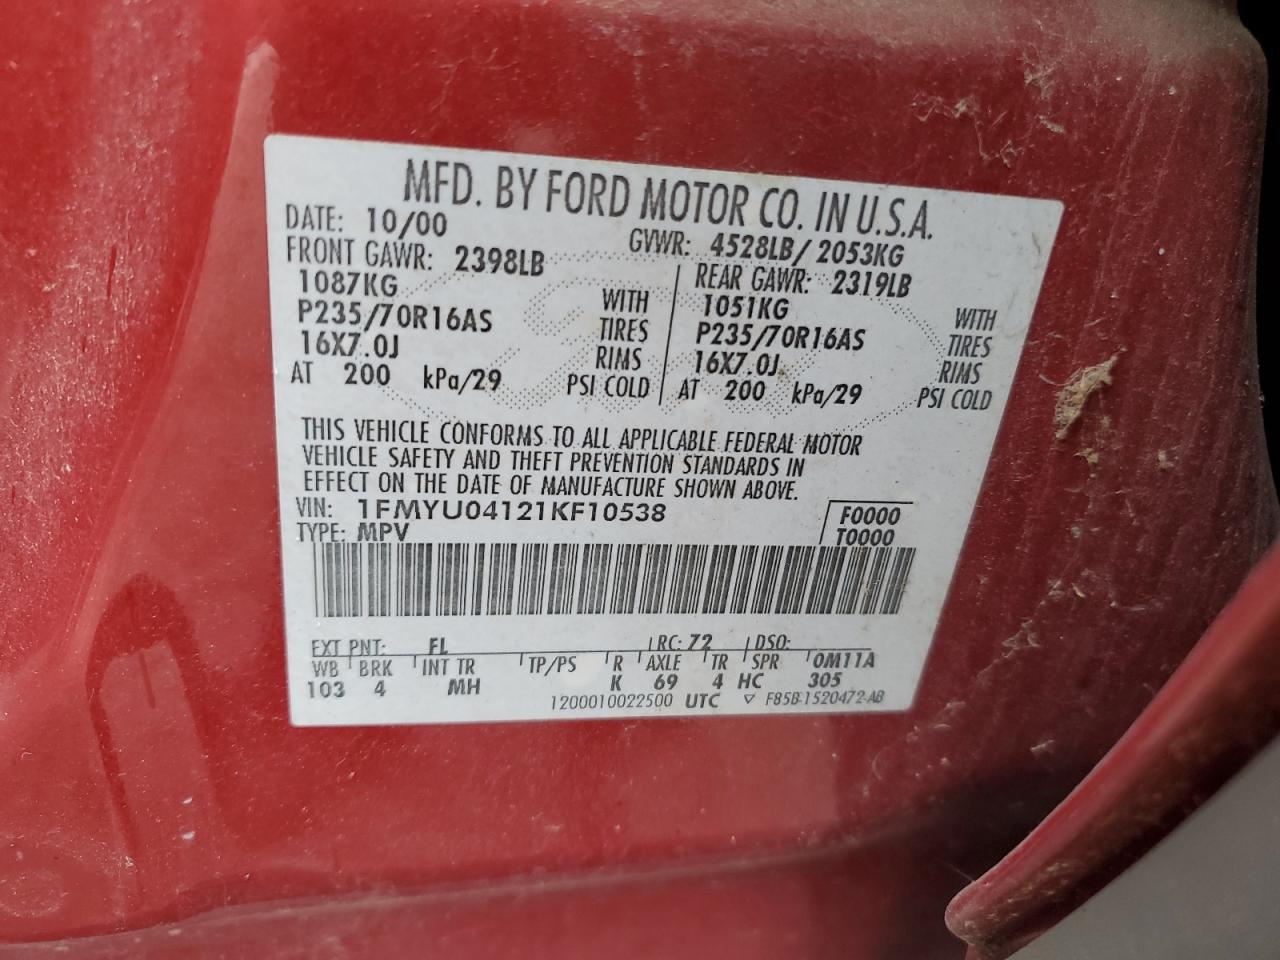 MFD. BY FORD MOTOR CO. IN U.S.A.
DATE: 10/00 GVWR: 4528LB/ 2053KG
FRONT GAWR: 2398LB REAR GAWR: 2319LB
1087KG WITH 1051KG WITH
P235/70R16AS TIRES P235/70R16AS TIRES
16X7.0J RIMS 16X7.0J RIMS
AT 200 kPa/29 PSI COLD AT 200 kPa/29 PSI COLD
THIS VEHICLE CONFORMS TO ALL APPLICABLE FEDERAL MOTOR
VEHICLE SAFETY AND THEFT PREVENTION STANDARDS IN
EFFECT ON THE DATE OF MANUFACTURE SHOWN ABOVE.
VIN: 1FMYU04121KF10538 F0000
TYPE: MPV T0000
EXT PNT: FL RC: 72 DSO:
WB BRK INT TR TP/PS R AXLE TR SPR 0M11A
103 4 MH K 69 4 HC 305
1200010022500 UTC ▽ F85B-1520472-AB